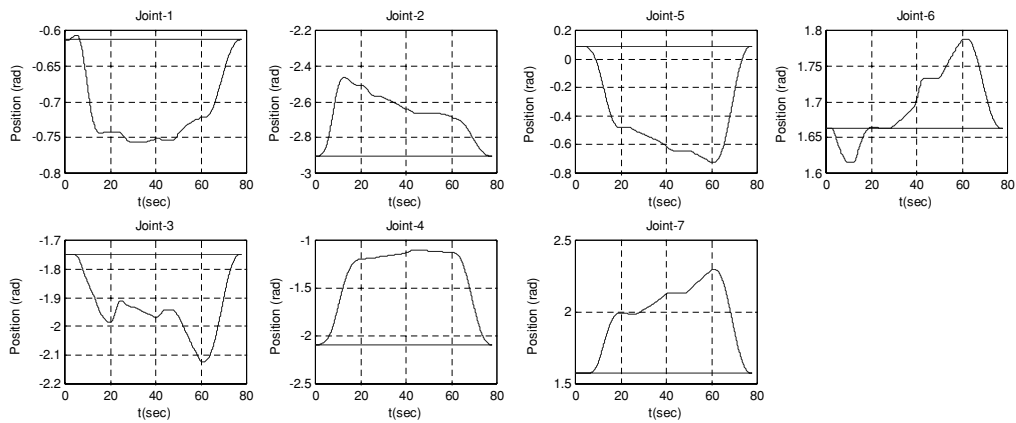 Joint-1
Joint-2
Joint-5
Joint-6
-0.6
-0.65
-0.7
-0.75
-0.8
Position (rad)
0 20 40 60 80
t(sec)
-2.2
-2.4
-2.6
-2.8
-3
Position (rad)
0 20 40 60 80
t(sec)
0.2
0
-0.2
-0.4
-0.6
-0.8
Position (rad)
0 20 40 60 80
t(sec)
1.8
1.75
1.7
1.65
1.6
Position (rad)
0 20 40 60 80
t(sec)
Joint-3
Joint-4
Joint-7
-1.7
-1.8
-1.9
-2
-2.1
-2.2
Position (rad)
0 20 40 60 80
t(sec)
-1
-1.5
-2
-2.5
Position (rad)
0 20 40 60 80
t(sec)
2.5
2
1.5
Position (rad)
0 20 40 60 80
t(sec)